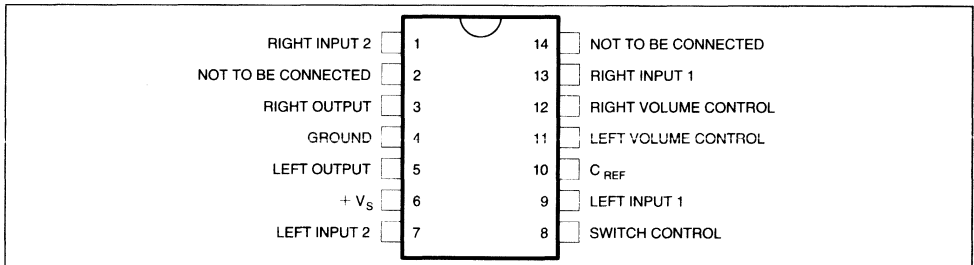 RIGHT INPUT 2 1 14 NOT TO BE CONNECTED
NOT TO BE CONNECTED 2 13 RIGHT INPUT 1
RIGHT OUTPUT 3 12 RIGHT VOLUME CONTROL
GROUND 4 11 LEFT VOLUME CONTROL
LEFT OUTPUT 5 10 C REF
+ VS 6 9 LEFT INPUT 1
LEFT INPUT 2 7 8 SWITCH CONTROL